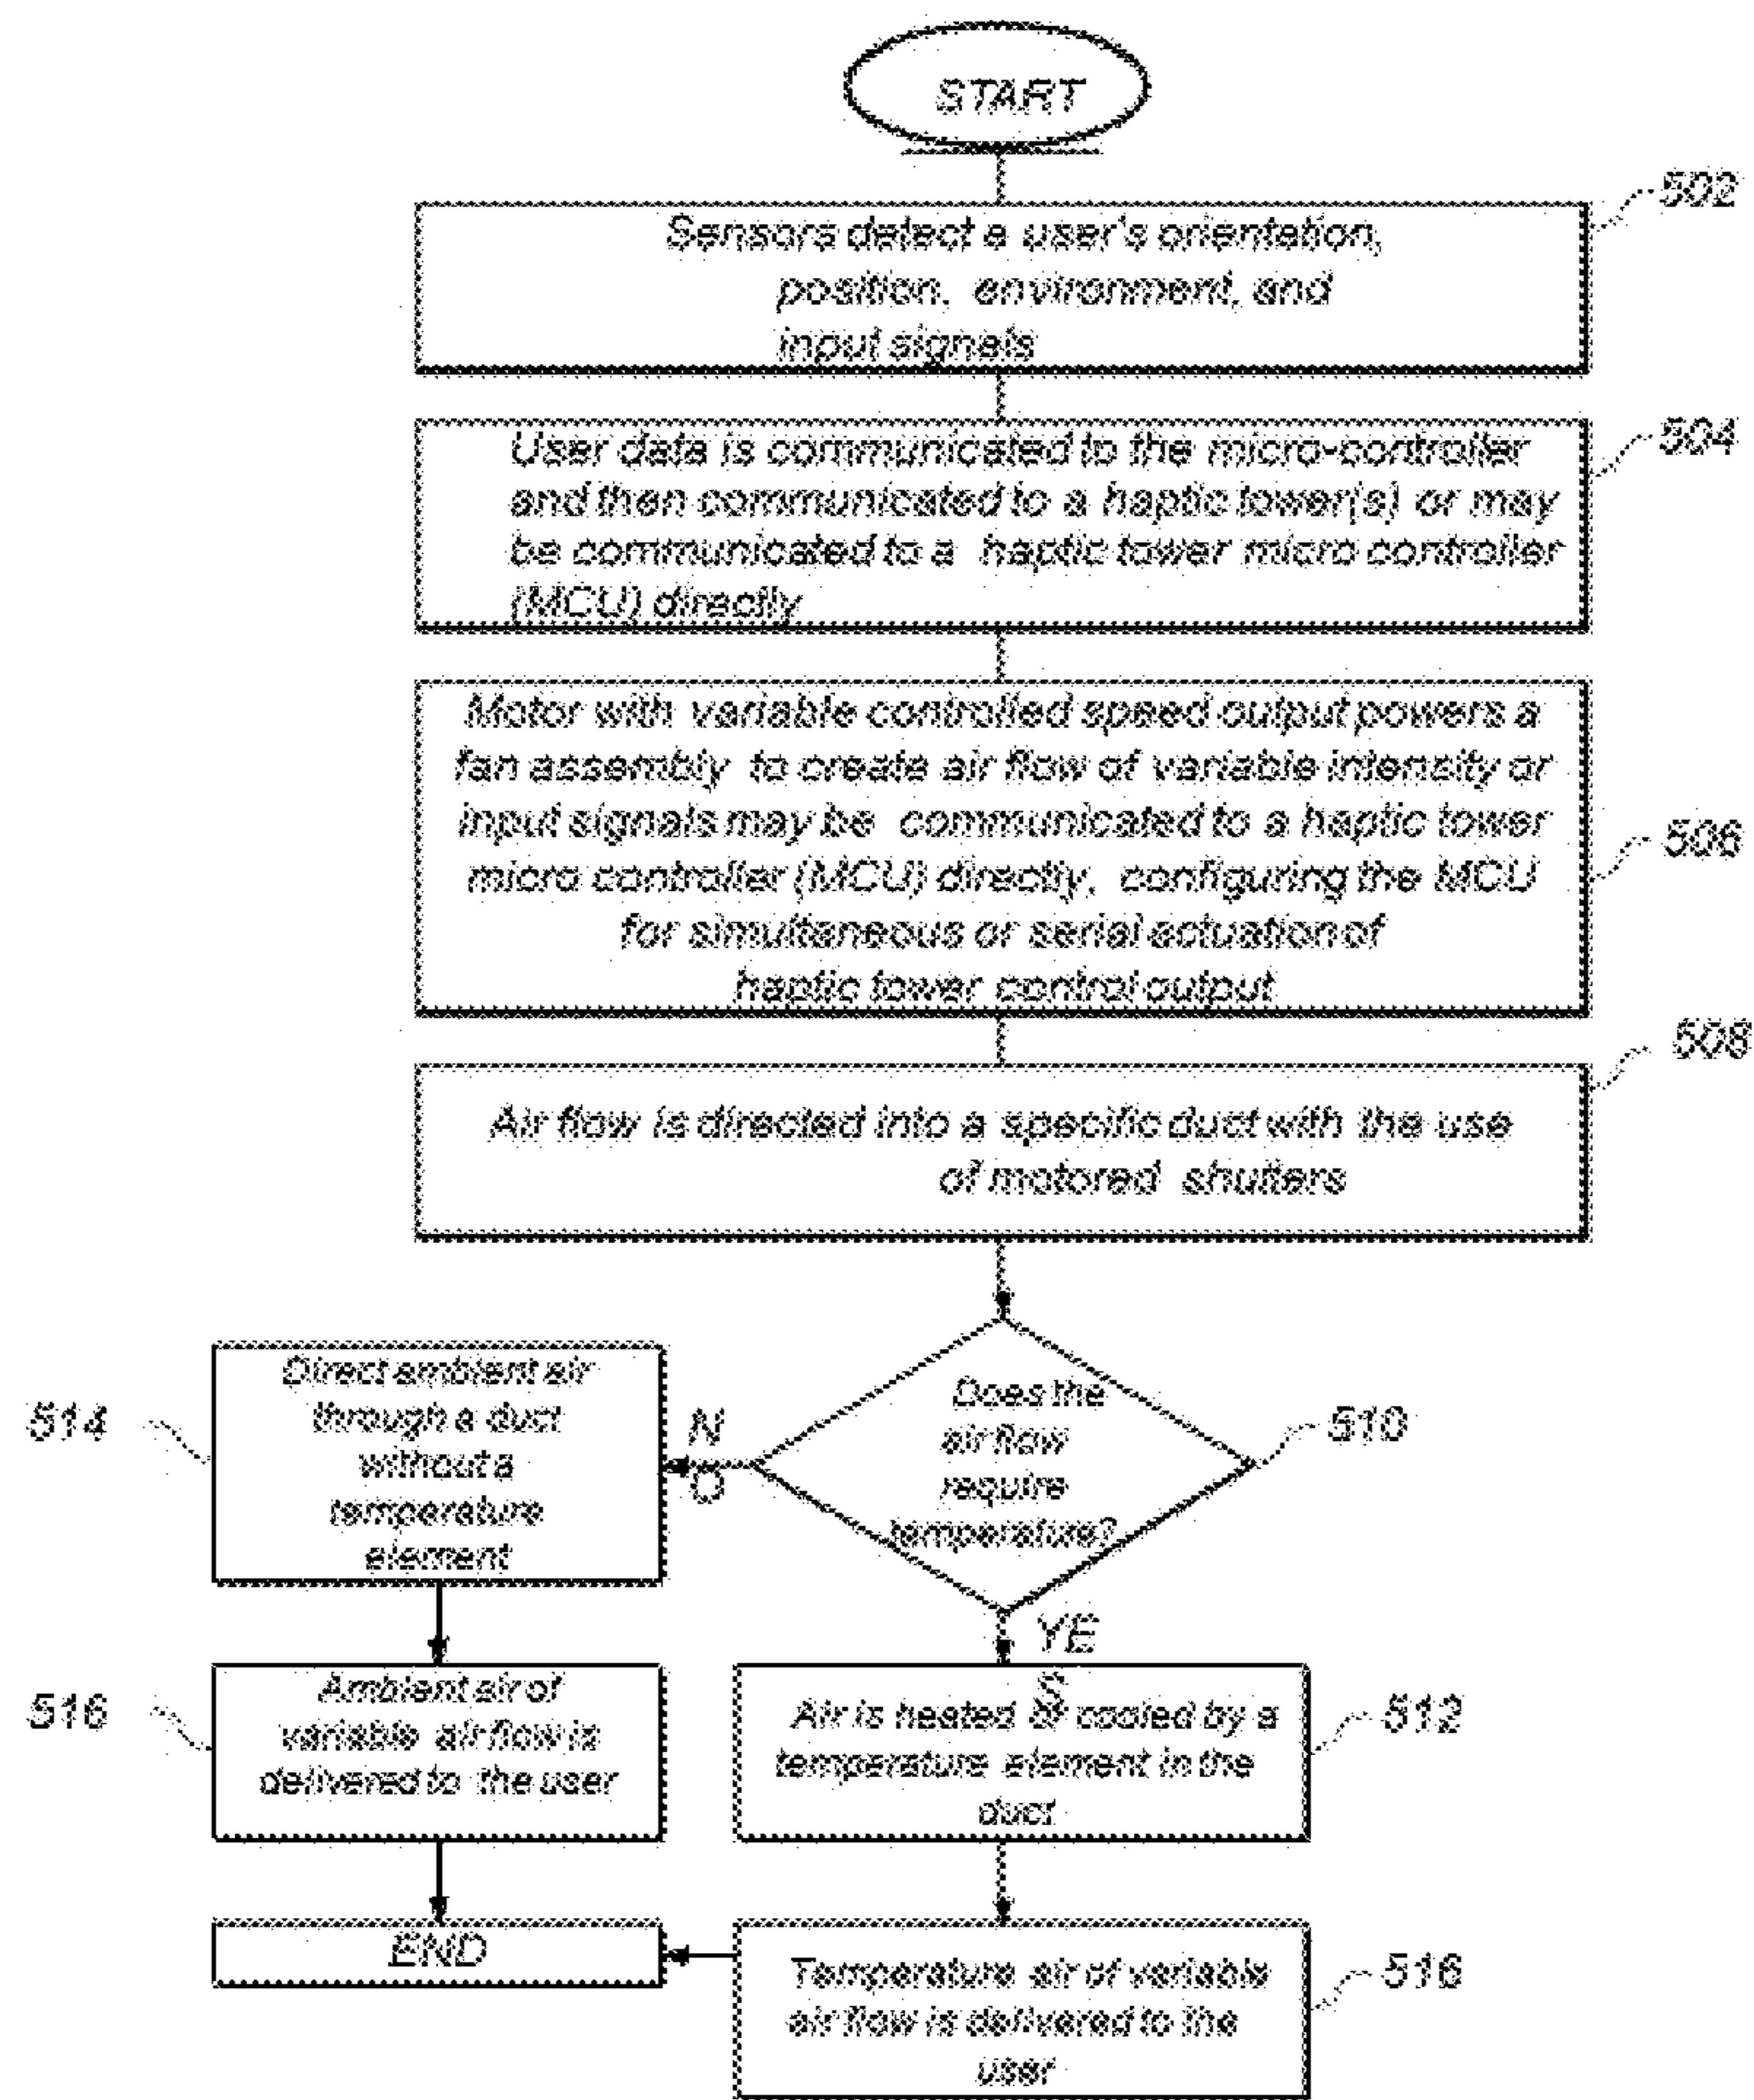 START
502
Sensors detect a user's orientation,
position, environment, and
input signals
504
User data is communicated to the micro-controller
and then communicated to a haptic tower(s) or may
be communicated to a haptic tower micro controller
(MCU) directly
506
Motor with variable controlled speed output powers a
fan assembly to create air flow of variable intensity or
input signals may be communicated to a haptic tower
micro controller (MCU) directly, configuring the MCU
for simultaneous or serial actuation of
haptic tower control output
508
Air flow is directed into a specific duct with the use
of motored shutters
510
Does the
air flow
require
temperature?
N
O
514
Direct ambient air
through a duct
without a
temperature
element
YE
S
516
Ambient air of
variable air flow is
delivered to the user
512
Air is heated or cooled by a
temperature element in the
duct
END
516
Temperature air of variable
air flow is delivered to the
user